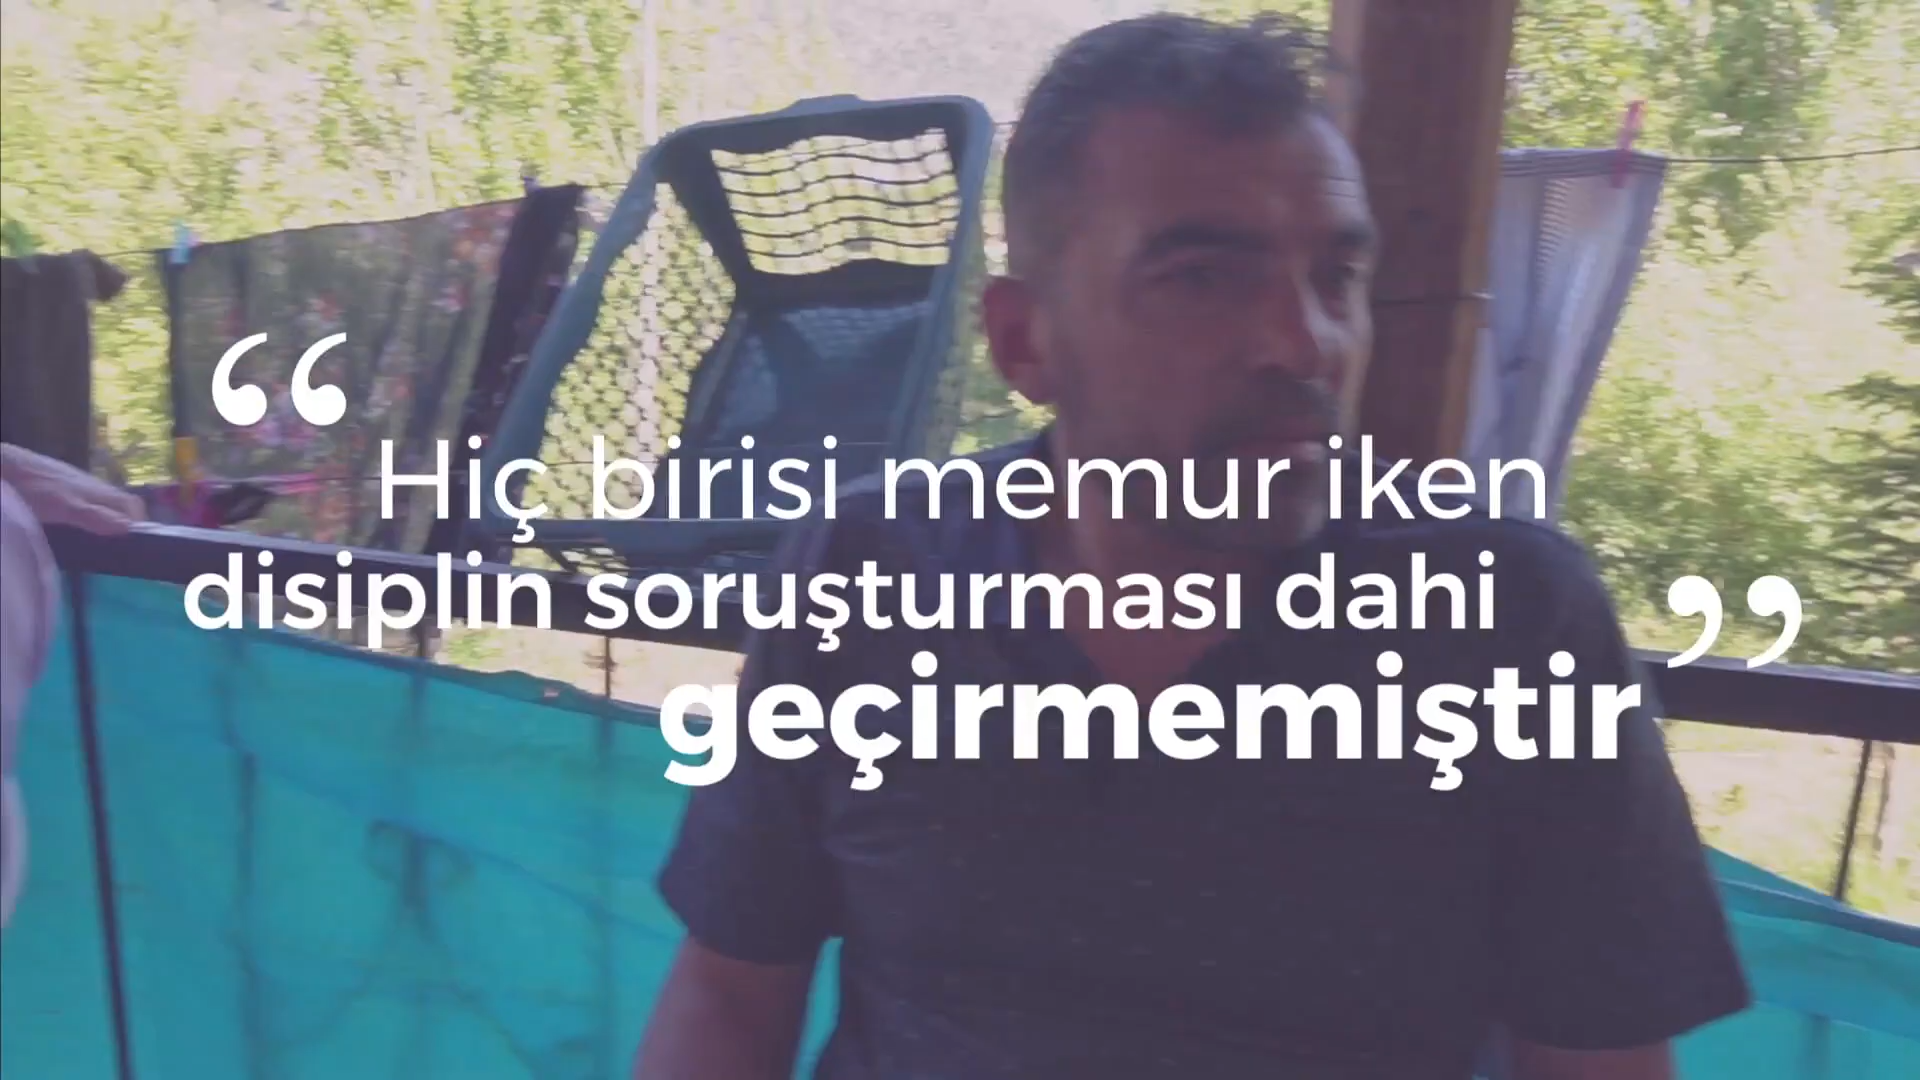 “Hiç birisi memur iken
disiplin soruşturması dahi
geçirmemiştir”